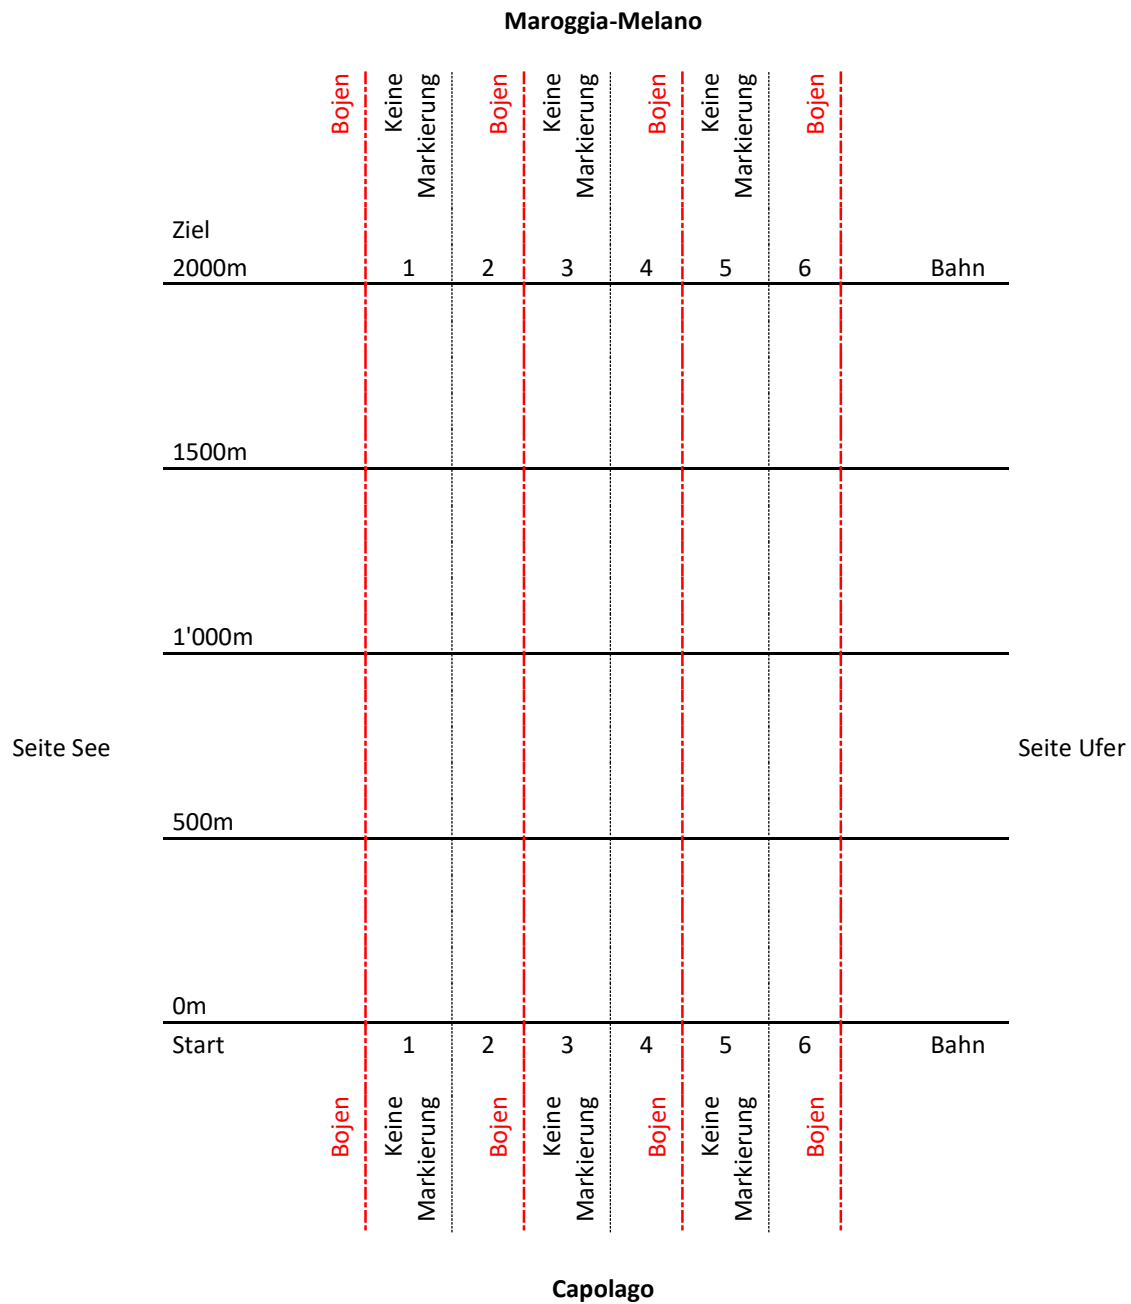 Maroggia-Melano
Bojen
Keine
Markierung
Bojen
Keine
Markierung
Bojen
Keine
Markierung
Bojen
Ziel
2000m 1 2 3 4 5 6 Bahn
1500m
1'000m
Seite See Seite Ufer
500m
0m
Start 1 2 3 4 5 6 Bahn
Bojen
Keine
Markierung
Bojen
Keine
Markierung
Bojen
Keine
Markierung
Bojen
Capolago